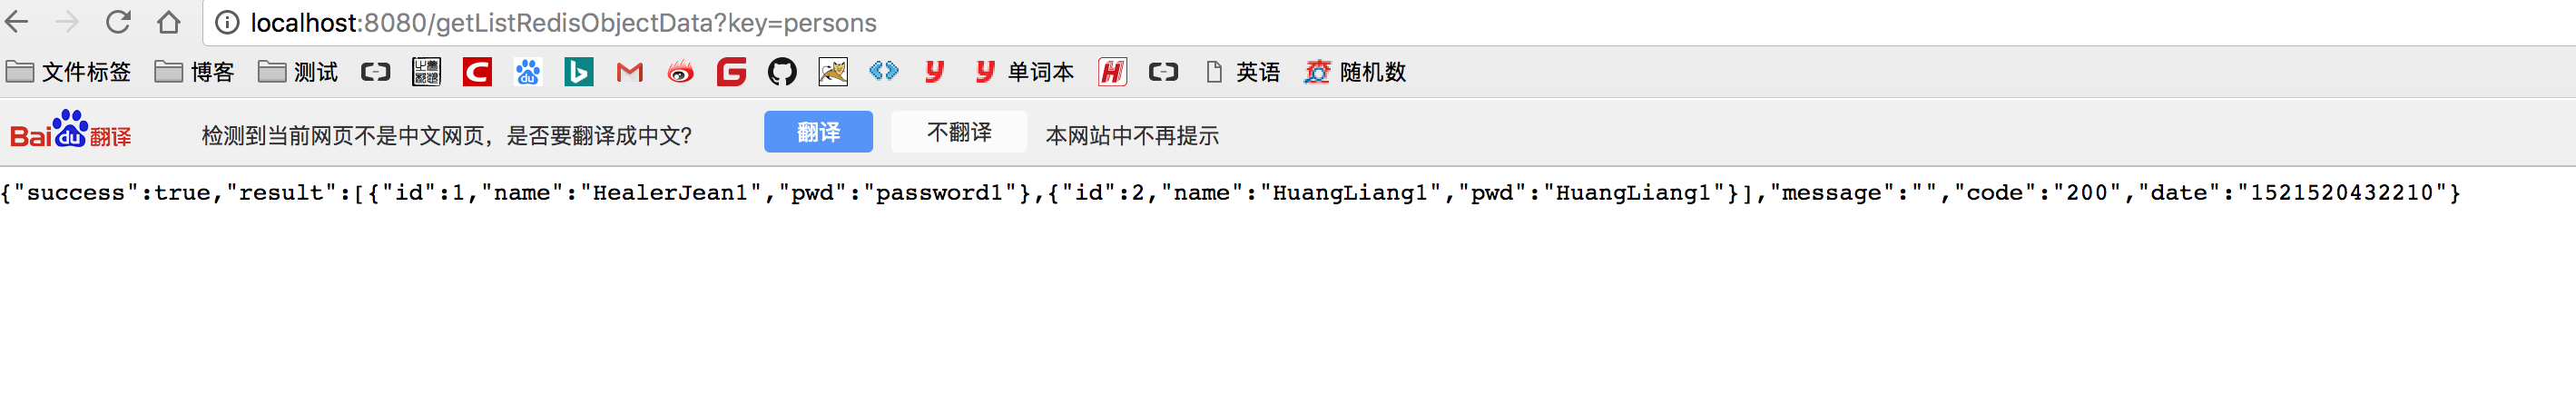 localhost:8080/getListRedisObjectData?key=persons
文件标签 博客 测试 单词本 英语 随机数
Bai du 翻译 检测到当前网页不是中文网页，是否要翻译成中文? 翻译 不翻译 本网站中不再提示
{"success":true,"result":[{"id":1,"name":"HealerJean1","pwd":"password1"},{"id":2,"name":"HuangLiang1","pwd":"HuangLiang1"}],"message":"","code":"200","date":"1521520432210"}